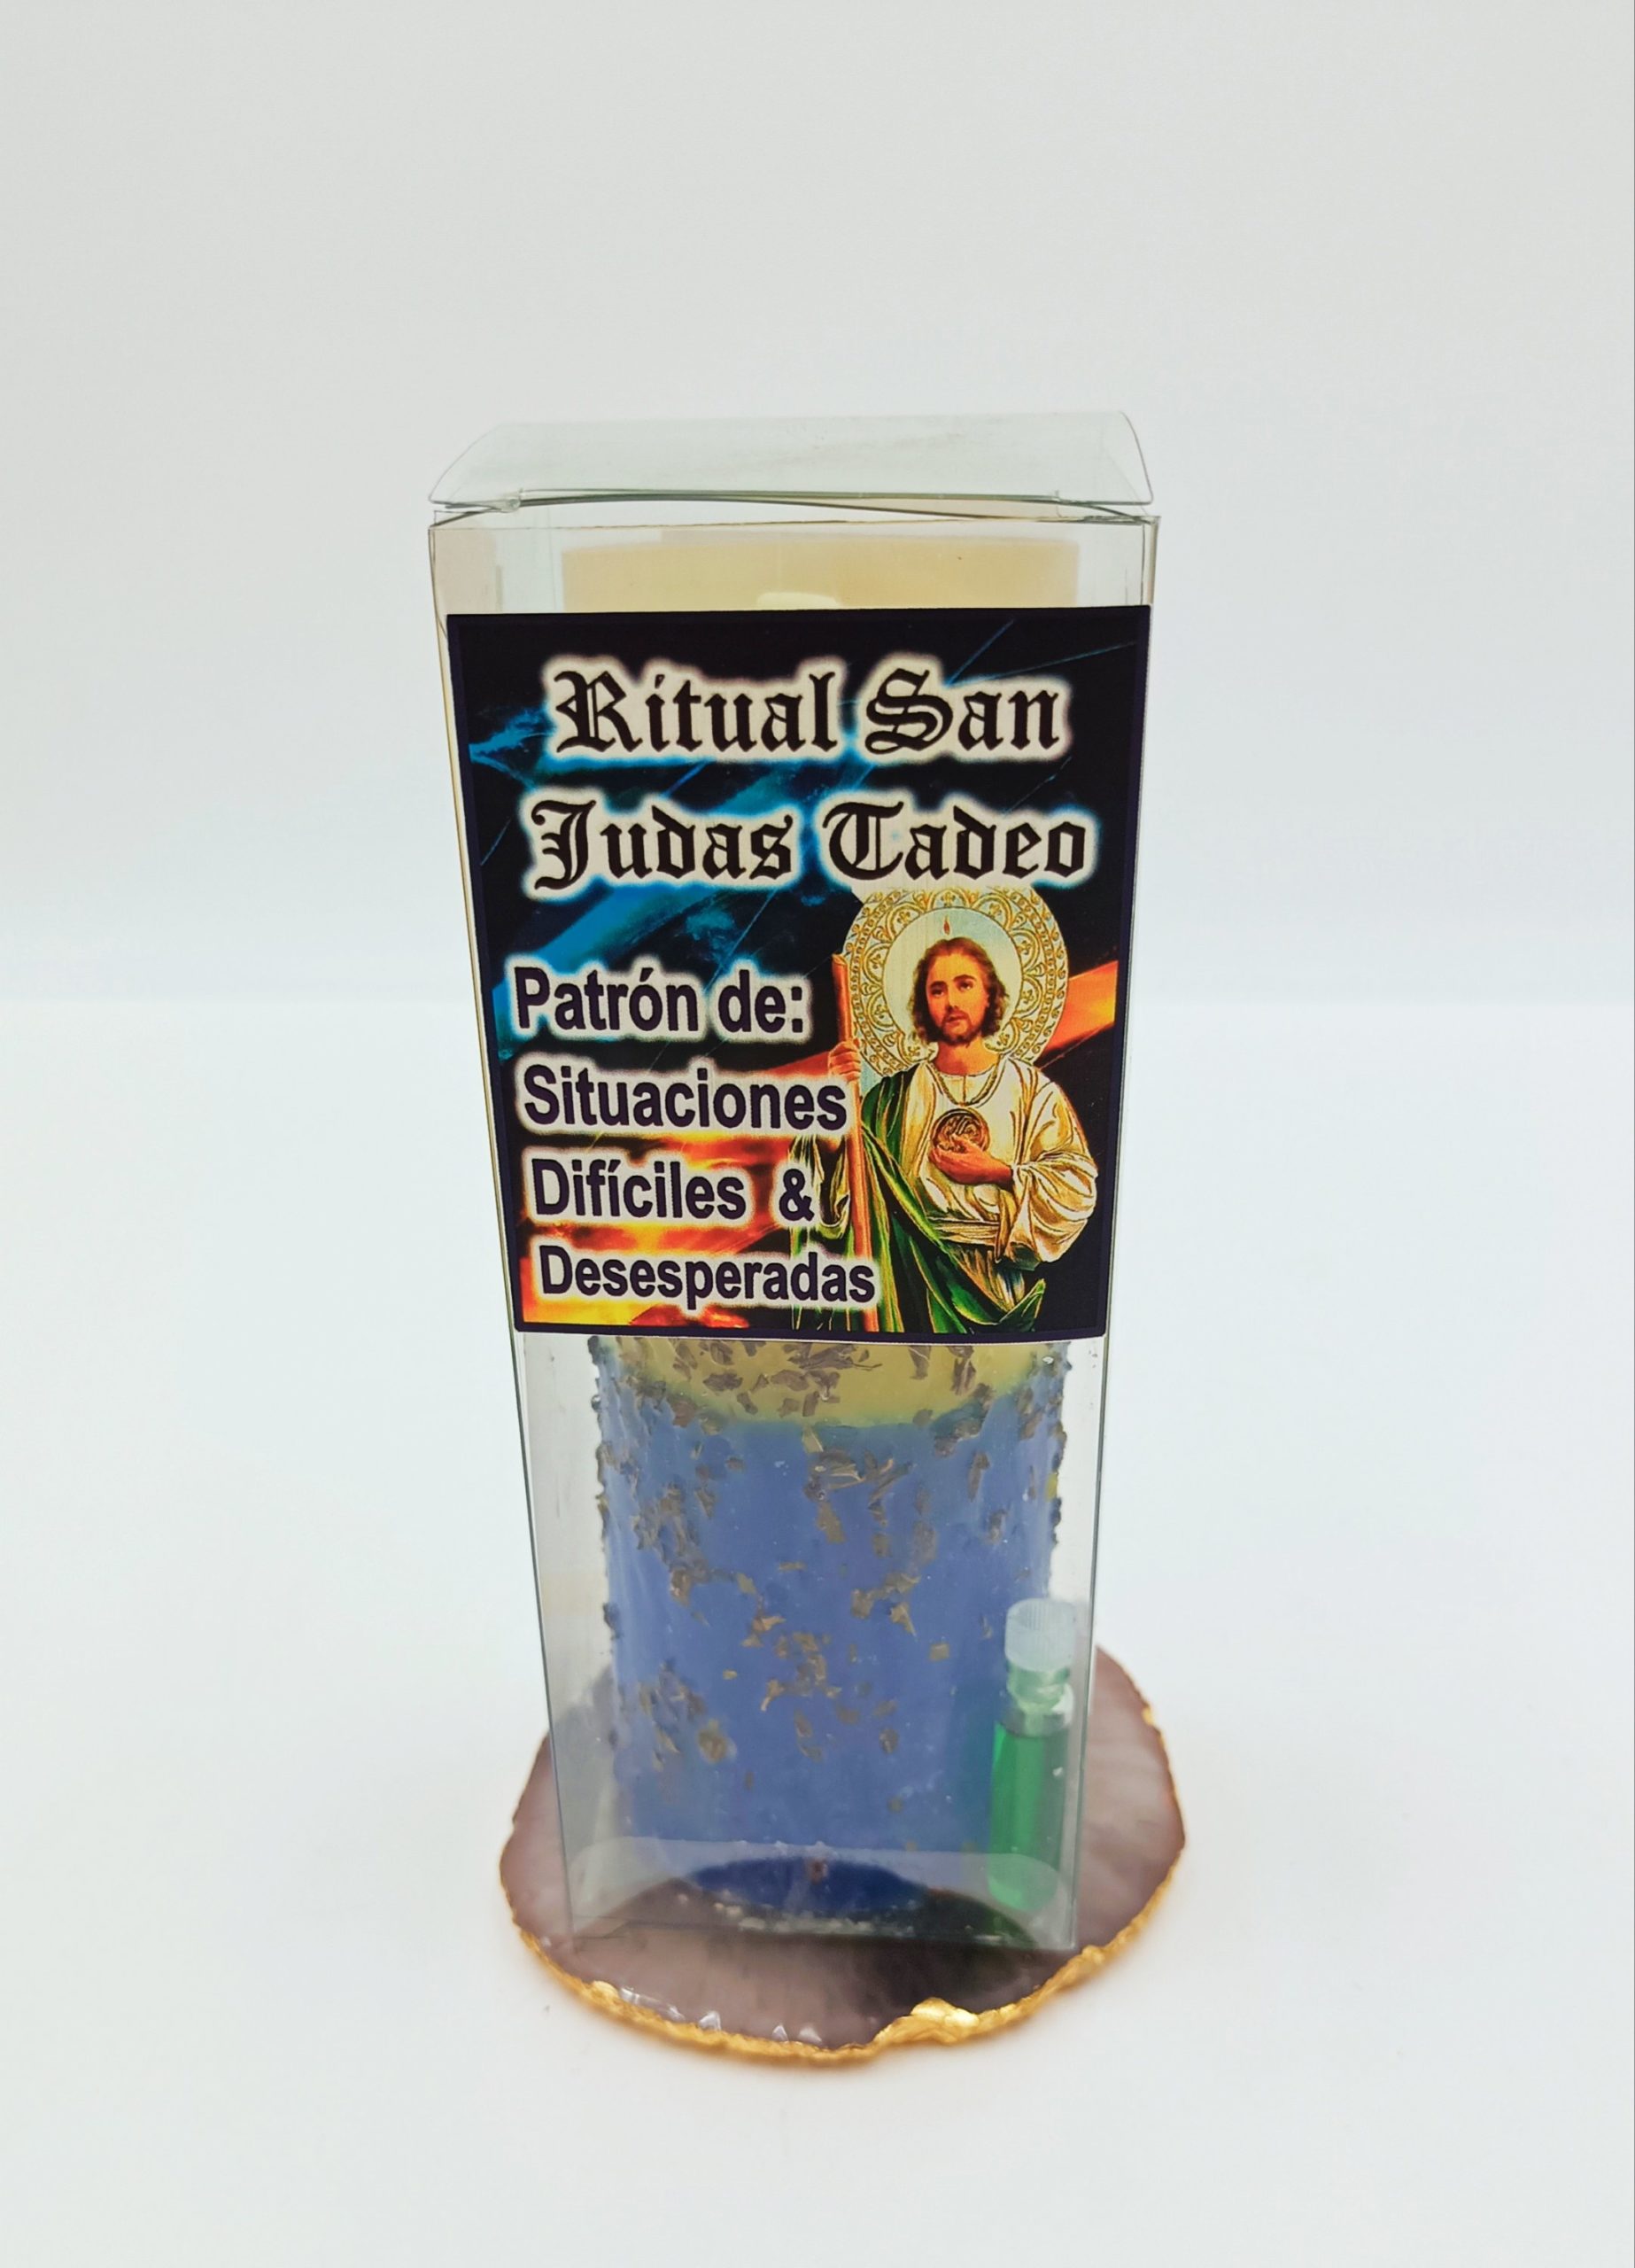 Ritual San
Judas Tadeo
Patrón de:
Situaciones
Difíciles &
Desesperadas